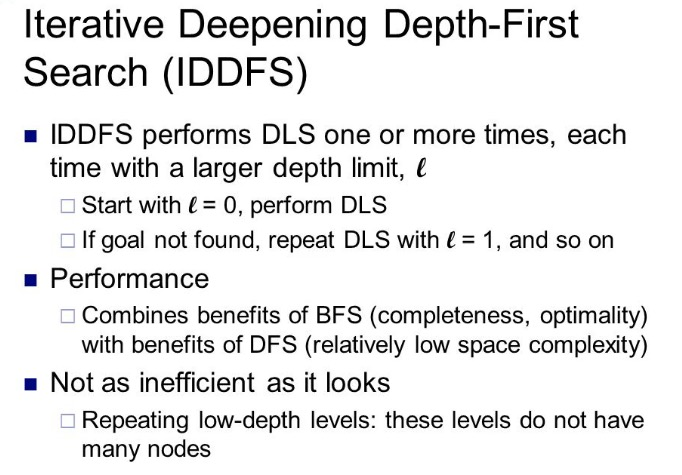 Iterative Deepening Depth-First
Search (IDDFS)
IDDFS performs DLS one or more times, each
time with a larger depth limit, ℓ
Start with ℓ = 0, perform DLS
If goal not found, repeat DLS with ℓ = 1, and so on
Performance
Combines benefits of BFS (completeness, optimality)
with benefits of DFS (relatively low space complexity)
Not as inefficient as it looks
Repeating low-depth levels: these levels do not have
many nodes